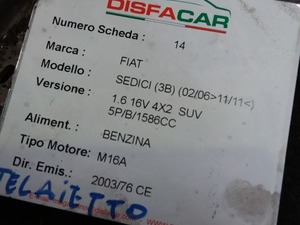 DISFACAR
Numero Scheda : 14
Marca : FIAT
Modello : SEDICI (3B) (02/06>11/11<)
Versione : 1.6 16V 4X2 SUV
5P/B/1586CC
Aliment. : BENZINA
Tipo Motore: M16A
Dir. Emis.: 2003/76 CE
TELAIETTO